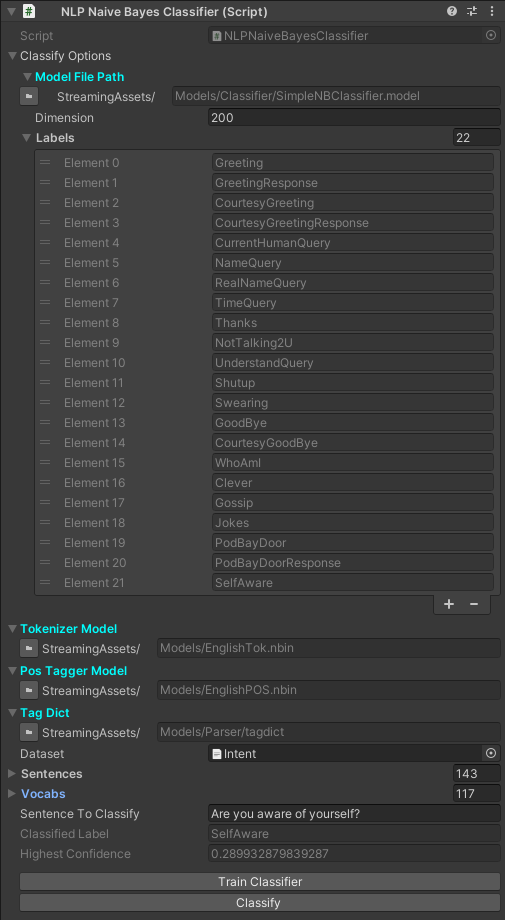 NLP Naive Bayes Classifier (Script)
Script NLPNaiveBayesClassifier
Classify Options
Model File Path
StreamingAssets/ Models/Classifier/SimpleNBClassifier.model
Dimension 200
Labels 22
Element 0 Greeting
Element 1 GreetingResponse
Element 2 CourtesyGreeting
Element 3 CourtesyGreetingResponse
Element 4 CurrentHumanQuery
Element 5 NameQuery
Element 6 RealNameQuery
Element 7 TimeQuery
Element 8 Thanks
Element 9 NotTalking2U
Element 10 UnderstandQuery
Element 11 Shutup
Element 12 Swearing
Element 13 GoodBye
Element 14 CourtesyGoodBye
Element 15 WhoAmI
Element 16 Clever
Element 17 Gossip
Element 18 Jokes
Element 19 PodBayDoor
Element 20 PodBayDoorResponse
Element 21 SelfAware
Tokenizer Model
StreamingAssets/ Models/EnglishTok.nbin
Pos Tagger Model
StreamingAssets/ Models/EnglishPOS.nbin
Tag Dict
StreamingAssets/ Models/Parser/tagdict
Dataset Intent
Sentences 143
Vocabs 117
Sentence To Classify Are you aware of yourself?
Classified Label SelfAware
Highest Confidence 0.289932879839287
Train Classifier
Classify